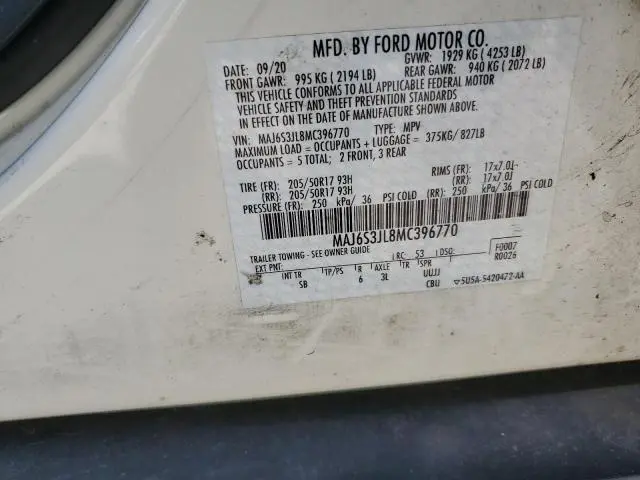 MFD. BY FORD MOTOR CO.
DATE: 09/20 GVWR: 1929 KG ( 4253 LB)
FRONT GAWR: 995 KG ( 2194 LB) REAR GAWR: 940 KG ( 2072 LB)
THIS VEHICLE CONFORMS TO ALL APPLICABLE FEDERAL MOTOR
VEHICLE SAFETY AND THEFT PREVENTION STANDARDS
IN EFFECT ON THE DATE OF MANUFACTURE SHOWN ABOVE.
VIN: MAJ6S3JL8MC396770 TYPE: MPV
MAXIMUM LOAD = OCCUPANTS + LUGGAGE = 375KG/ 827LB
OCCUPANTS = 5 TOTAL; 2 FRONT, 3 REAR
TIRE (FR): 205/50R17 93H RIMS (FR): 17x7.0J
(RR): 205/50R17 93H (RR): 17x7.0J
PRESSURE (FR): 250 kPa/ 36 PSI COLD (RR): 250 kPa/ 36 PSI COLD
MAJ6S3JL8MC396770
TRAILER TOWING - SEE OWNER GUIDE RC: 53 DSO: F0007
EXT PNT: R0026
INT TR TP/PS R AXLE TR SPR UUJJ
SB 6 3L CBU 5U5A-5420472-AA